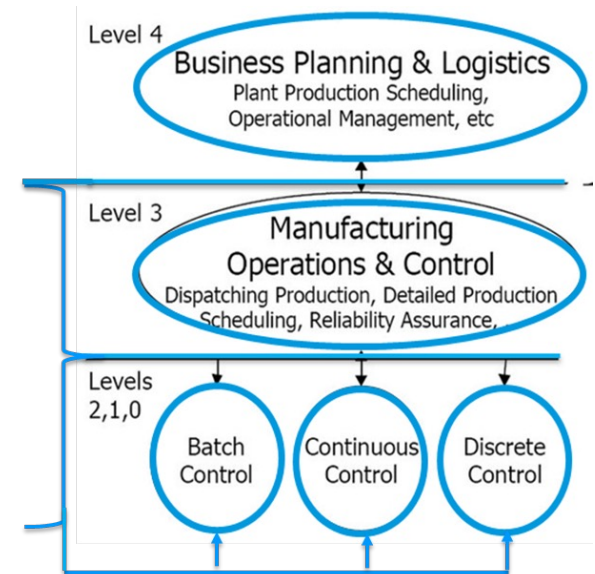 Level 4
Business Planning & Logistics
Plant Production Scheduling,
Operational Management, etc
Level 3
Manufacturing
Operations & Control
Dispatching Production, Detailed Production
Scheduling, Reliability Assurance, .
Levels
2,1,0
Batch
Control
Continuous
Control
Discrete
Control